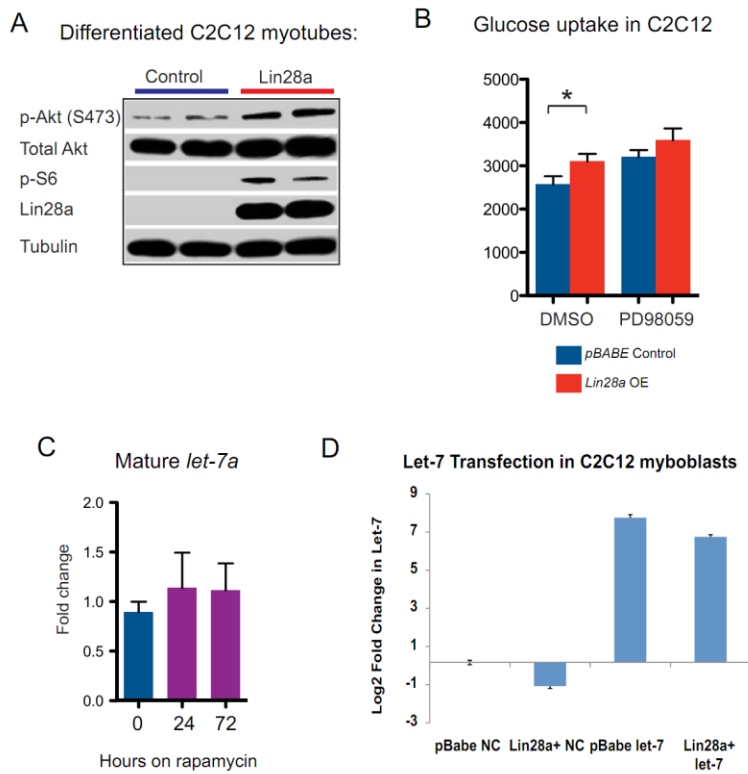 A
Differentiated C2C12 myotubes:
Control Lin28a
p-Akt (S473)
Total Akt
p-S6
Lin28a
Tubulin
B
Glucose uptake in C2C12
5000
4000
3000
2000
1000
0
*
DMSO PD98059
pBABE Control
Lin28a OE
C
Mature let-7a
Fold change
2.0
1.5
1.0
0.5
0.0
0 24 72
Hours on rapamycin
D
Let-7 Transfection in C2C12 myboblasts
Log2 Fold Change in Let-7
9
7
5
3
1
-1
-3
pBabe NC Lin28a+ NC pBabe let-7 Lin28a+
let-7